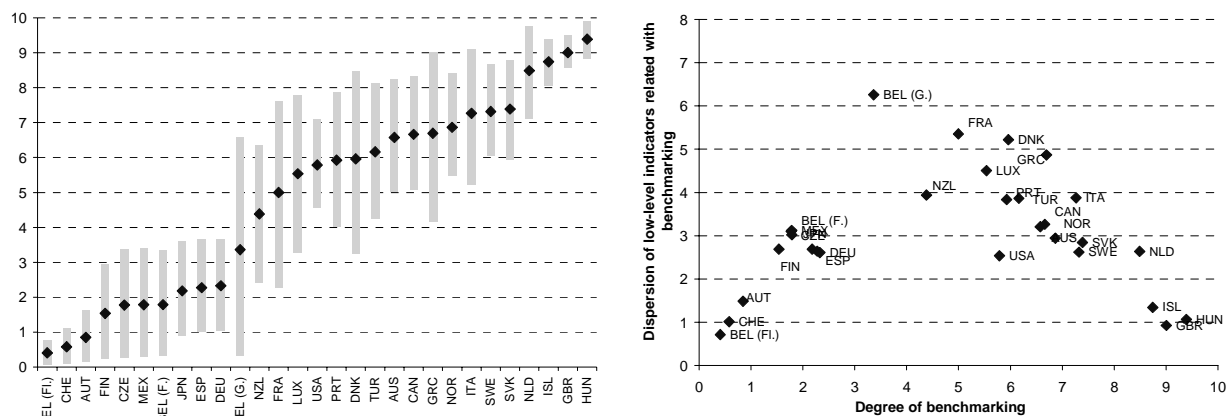 10
9
8
7
6
5
4
3
2
1
0
EL (Fl.)
CHE
AUT
FIN
CZE
MEX
EL (F.)
JPN
ESP
DEU
EL (G.)
NZL
FRA
LUX
USA
PRT
DNK
TUR
AUS
CAN
GRC
NOR
ITA
SWE
SVK
NLD
ISL
GBR
HUN
Dispersion of low-level indicators related with
benchmarking
8
7
6
5
4
3
2
1
0
BEL (G.)
FRA
DNK
GRC
LUX
NZL
PRT
TUR
ITA
CAN
BEL (F.)
MEX
NOR
US
SVK
USA
SWE
NLD
DEU
ESP
FIN
AUT
ISL
CHE
HUN
GBR
BEL (Fl.)
0 1 2 3 4 5 6 7 8 9 10
Degree of benchmarking